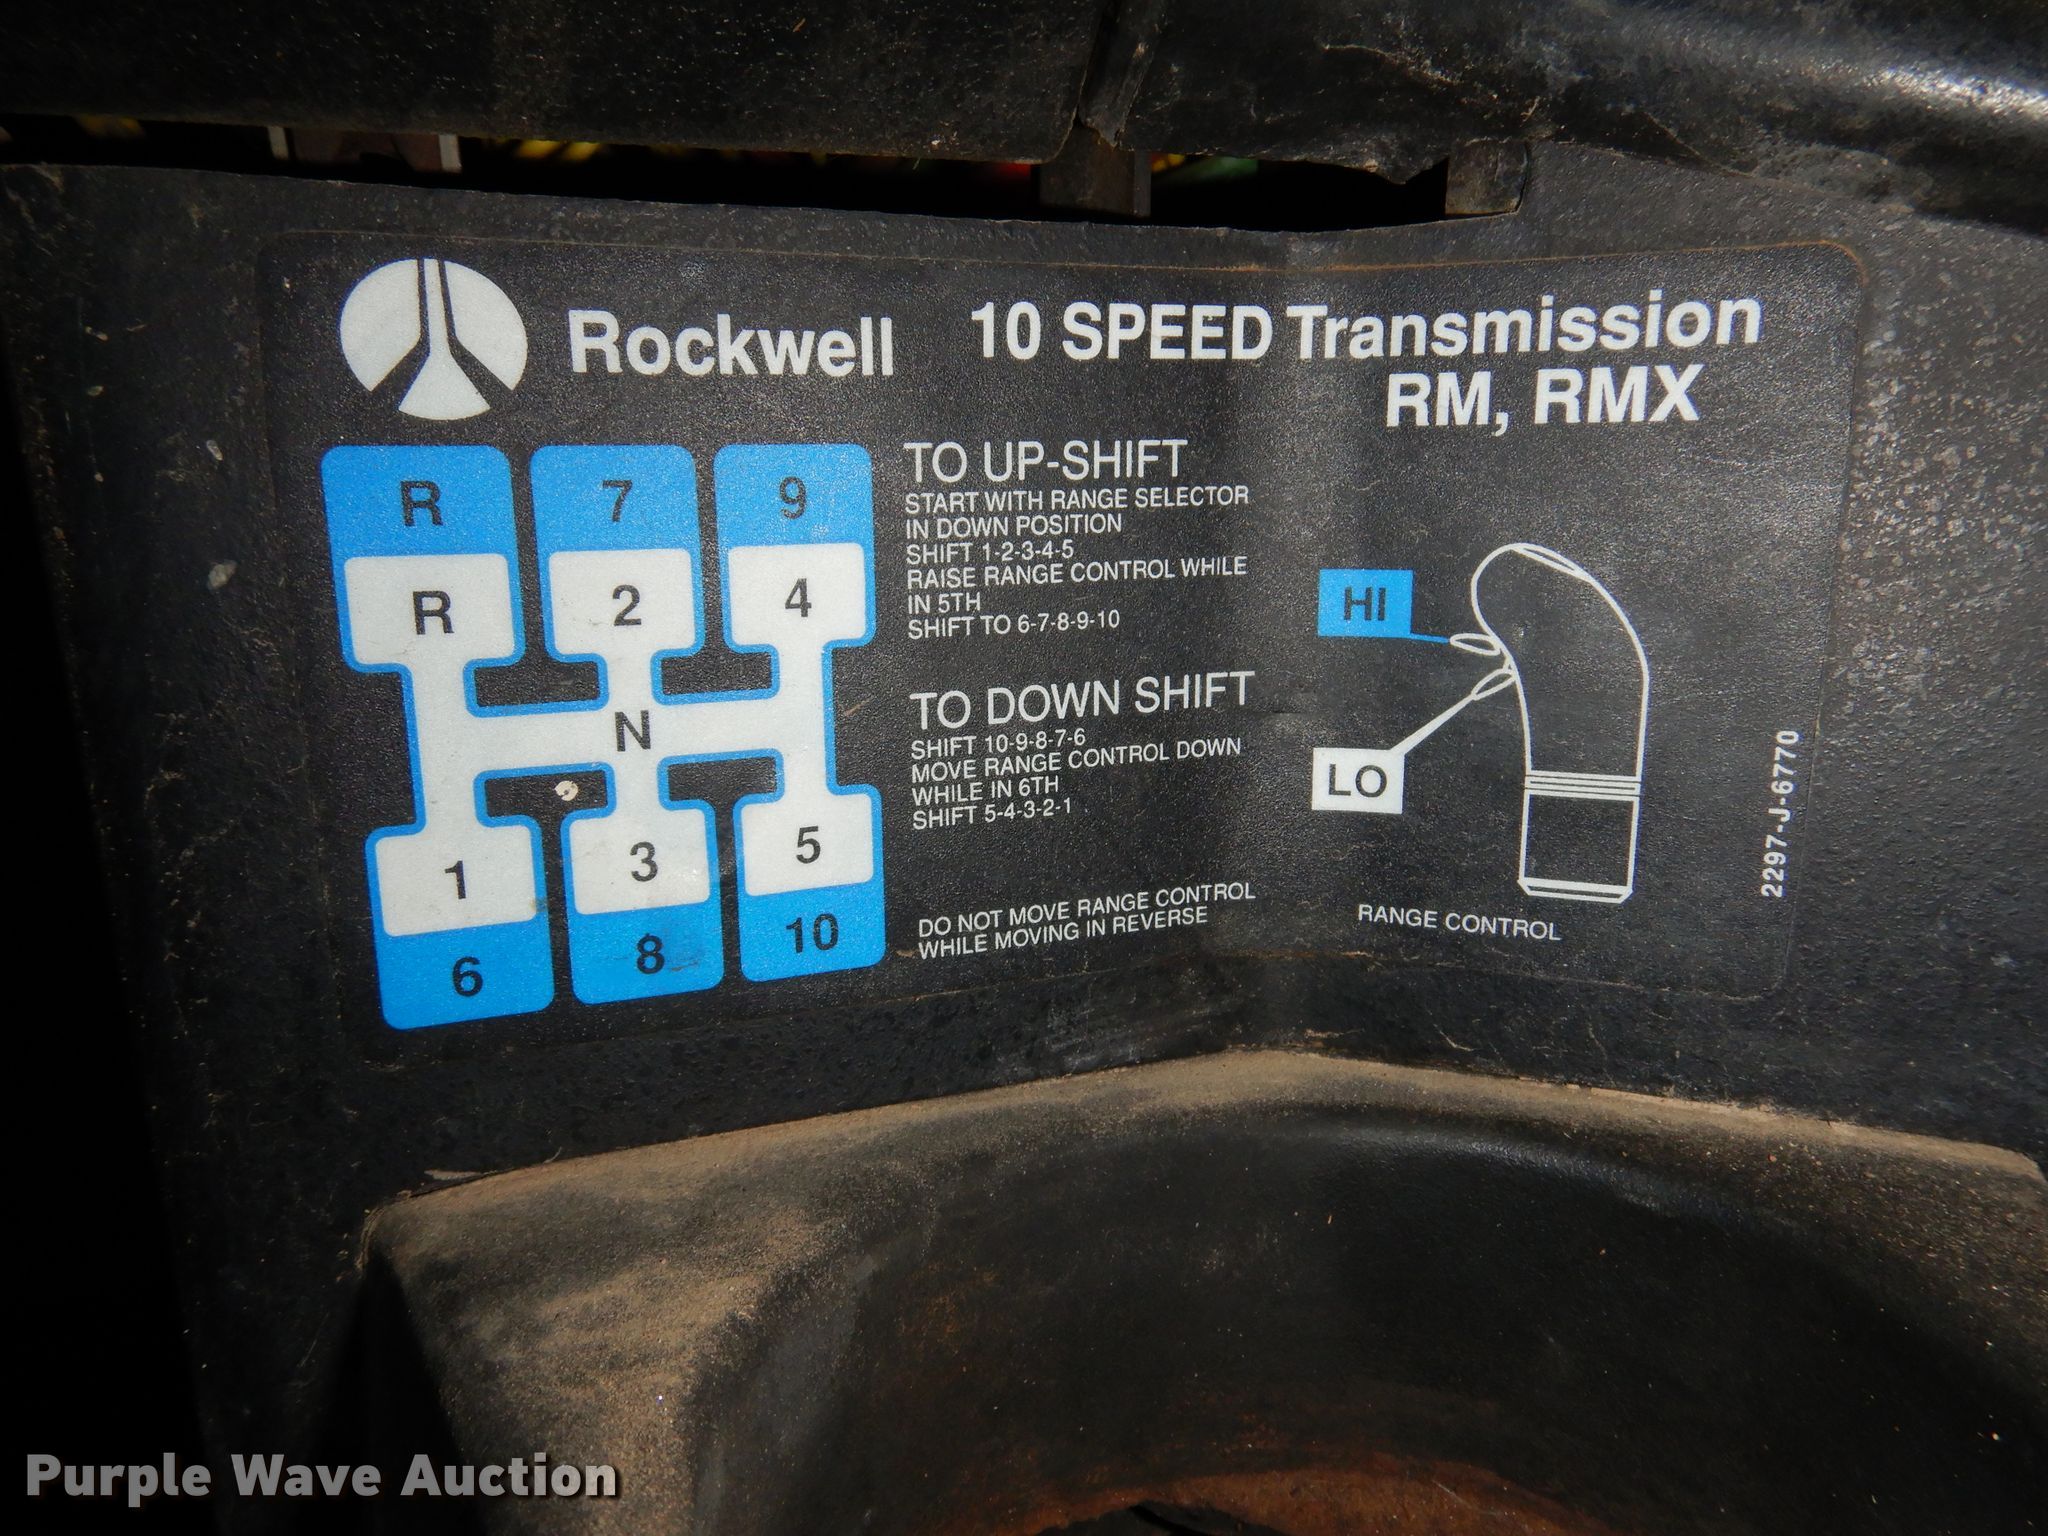 Rockwell
10 SPEED Transmission
RM, RMX
R 7 9
R 2 4
N
1 3 5
6 8 10
TO UP-SHIFT
START WITH RANGE SELECTOR
IN DOWN POSITION
SHIFT 1-2-3-4-5
RAISE RANGE CONTROL WHILE
IN 5TH
SHIFT TO 6-7-8-9-10
TO DOWN SHIFT
SHIFT 10-9-8-7-6
MOVE RANGE CONTROL DOWN
WHILE IN 6TH
SHIFT 5-4-3-2-1
DO NOT MOVE RANGE CONTROL
WHILE MOVING IN REVERSE
HI
LO
RANGE CONTROL
2297-J-6770
Purple Wave Auction